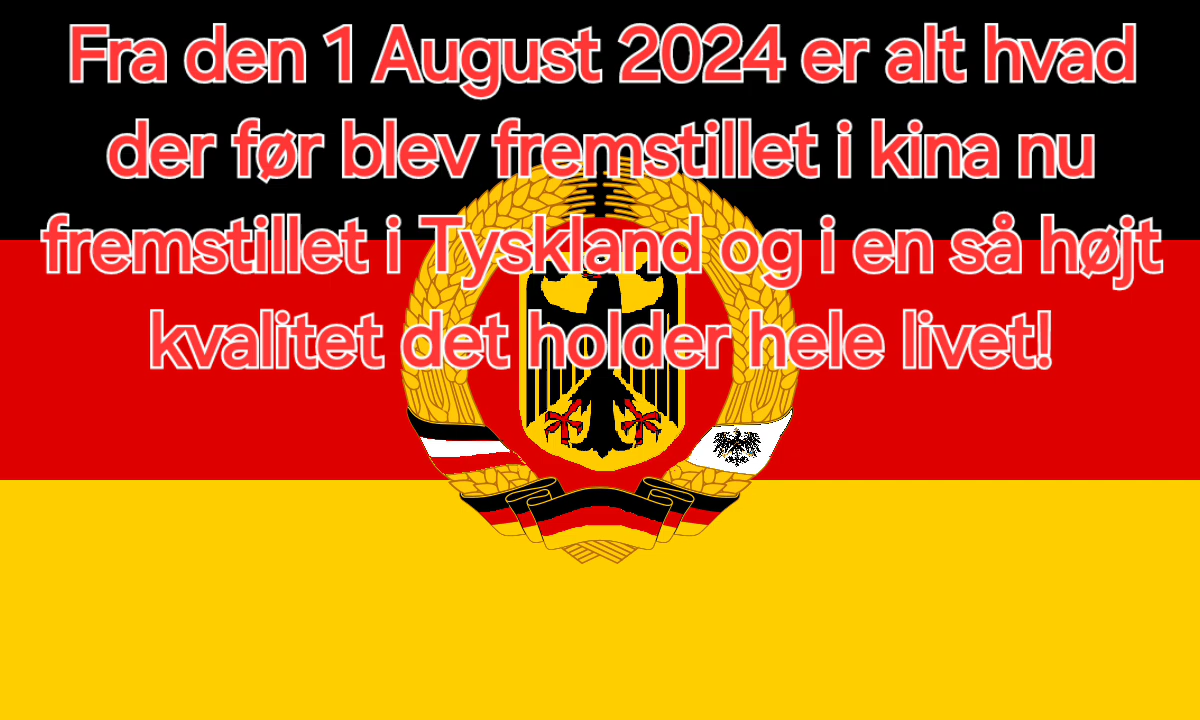 Fra den 1 August 2024 er alt hvad
der før blev fremstillet i kina nu
fremstillet i Tyskland og i en så højt
kvalitet det holder hele livet!